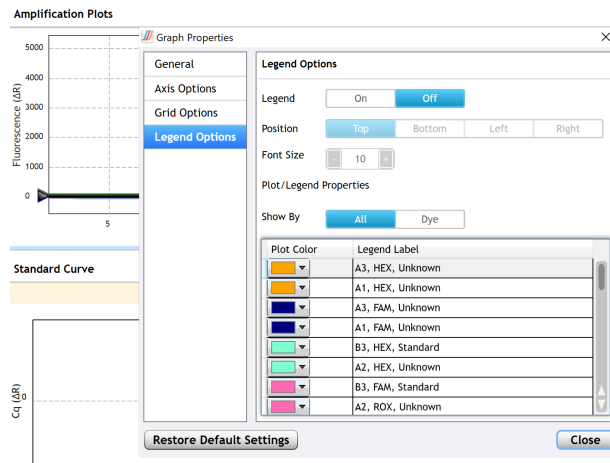 Amplification Plots
Graph Properties
General
Axis Options
Grid Options
Legend Options
Legend Options
Legend On Off
Position Top Bottom Left Right
Font Size - 10 +
Plot/Legend Properties
Show By All Dye
Plot Color Legend Label
A3, HEX, Unknown
A1, HEX, Unknown
A3, FAM, Unknown
A1, FAM, Unknown
B3, HEX, Standard
A2, HEX, Unknown
B3, FAM, Standard
A2, ROX, Unknown
Restore Default Settings
Close
Fluorescence (ΔR)
5000
4000
3000
2000
1000
0
5
Standard Curve
Cq (ΔR)
0